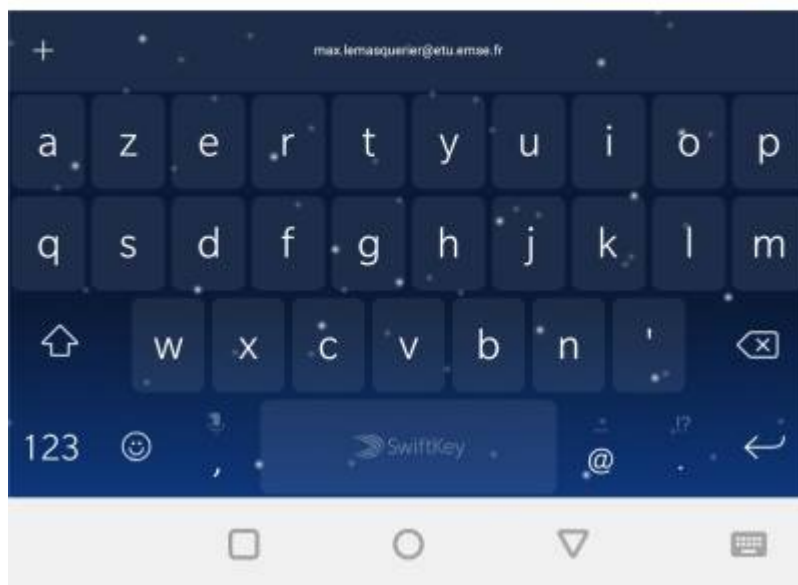 max.lemasquerier@etu.emse.fr
a z e r t y u i o p
q s d f g h j k l m
w x c v b n '
123 , SwiftKey @ .
,!?